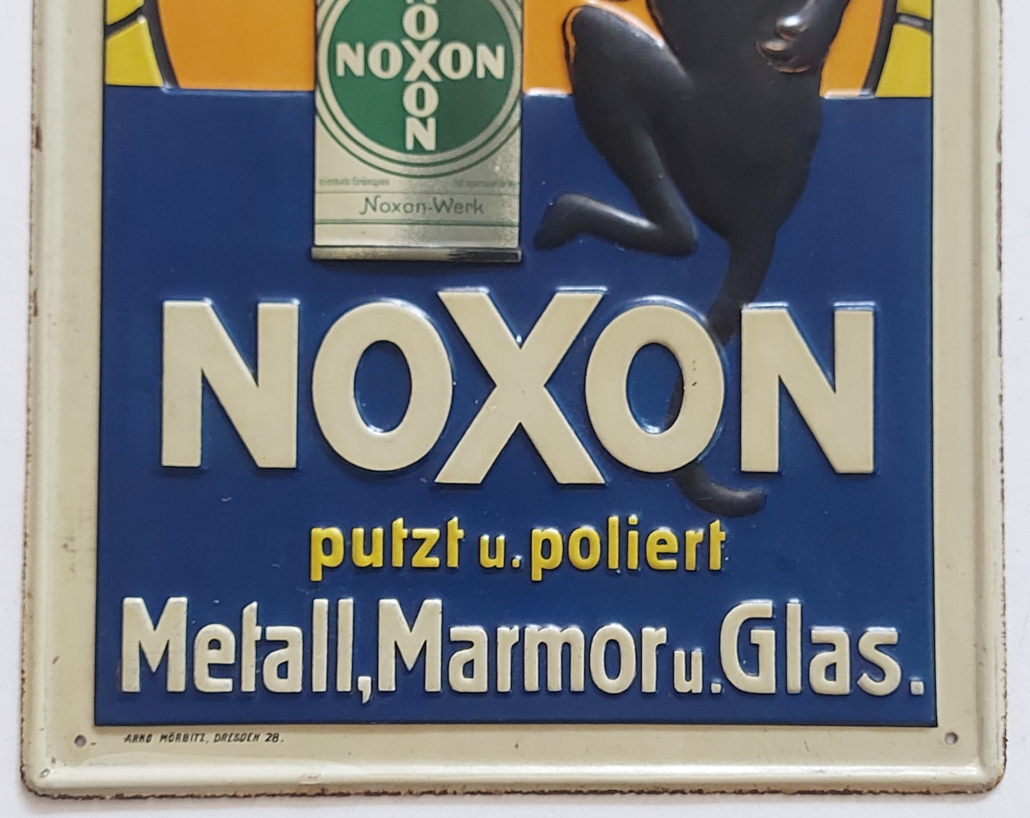 NOXON
NOXON
Noxon-Werk
NOXON
putzt u. poliert
Metall, Marmor u. Glas.
ARNO MÖRBITZ, DRESDEN 28.